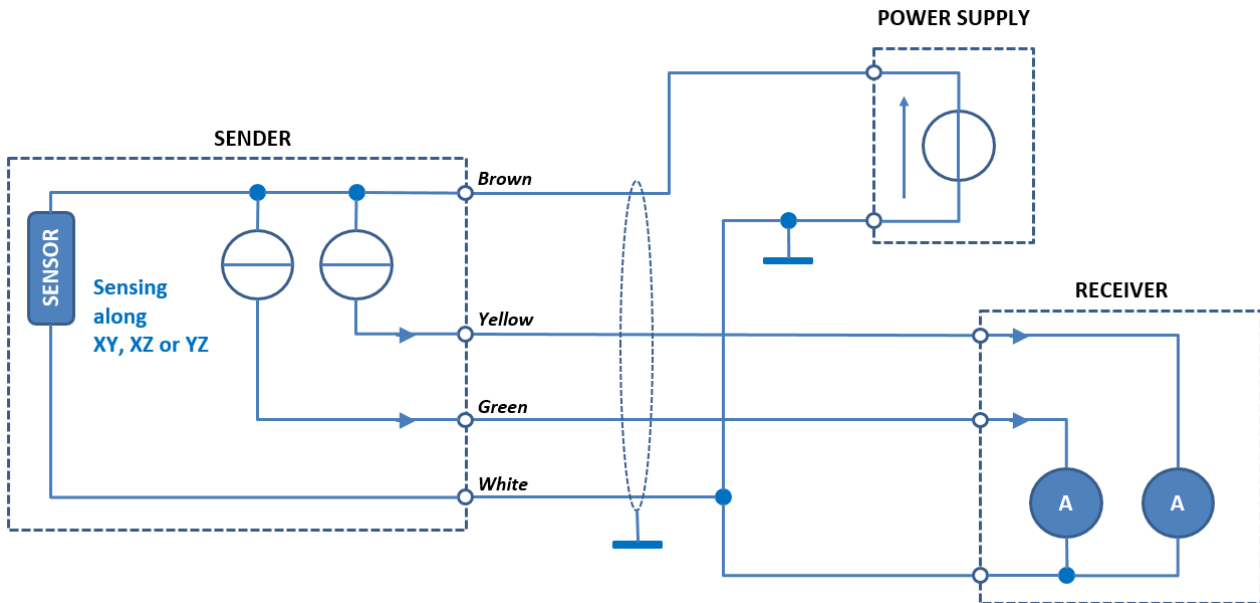 POWER SUPPLY
SENDER
Brown
SENSOR
Sensing
along
XY, XZ or YZ
RECEIVER
Yellow
Green
White
A
A